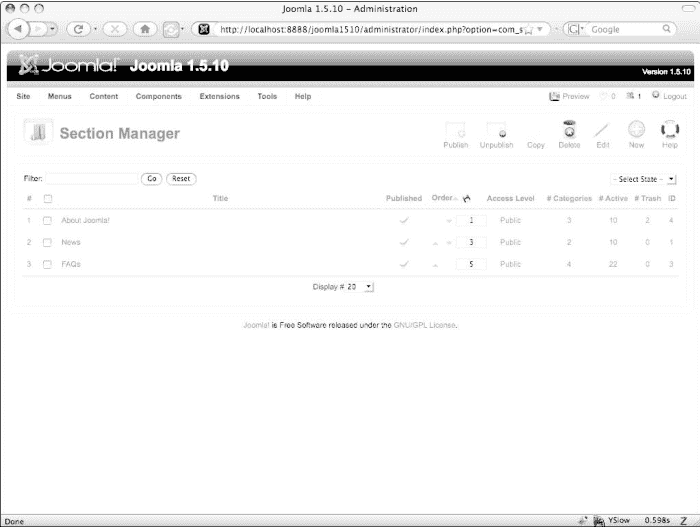 Joomla 1.5.10 – Administration
http://localhost:8888/joomla1510/administrator/index.php?option=com_s
Google
Joomla! Joomla 1.5.10
Version 1.5.10
Site Menus Content Components Extensions Tools Help Preview 0 1 Logout
Section Manager
Publish Unpublish Copy Delete Edit New Help
Filter: Go Reset - Select State -
# Title Published Order Access Level # Categories # Active # Trash ID
1 About Joomla! 1 Public 3 10 2 4
2 News 3 Public 2 10 0 1
3 FAQs 5 Public 4 22 0 3
Display # 20
Joomla! is Free Software released under the GNU/GPL License.
Done YSlow 0.598s